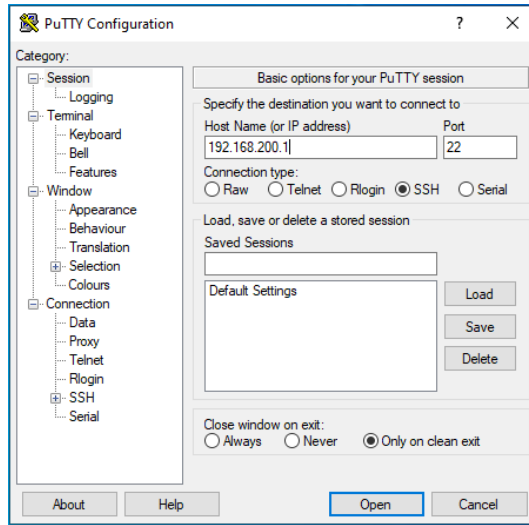 PuTTY Configuration
?
Category:
Session
Logging
Terminal
Keyboard
Bell
Features
Window
Appearance
Behaviour
Translation
Selection
Colours
Connection
Data
Proxy
Telnet
Rlogin
SSH
Serial
Basic options for your PuTTY session
Specify the destination you want to connect to
Host Name (or IP address) Port
192.168.200.1 22
Connection type:
Raw Telnet Rlogin SSH Serial
Load, save or delete a stored session
Saved Sessions
Default Settings
Load
Save
Delete
Close window on exit:
Always Never Only on clean exit
About Help Open Cancel